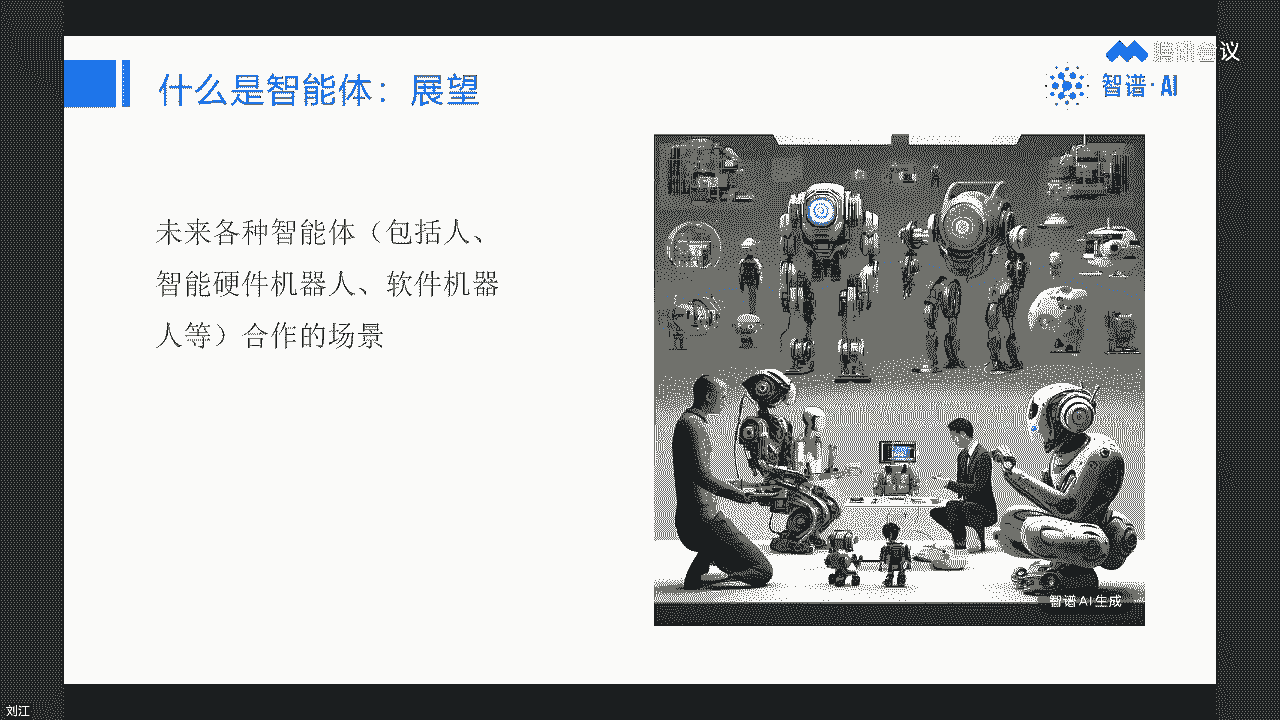 腾讯会议
智谱·AI
什么是智能体：展望
未来各种智能体（包括人、
智能硬件机器人、软件机器
人等）合作的场景
智谱AI生成
刘江